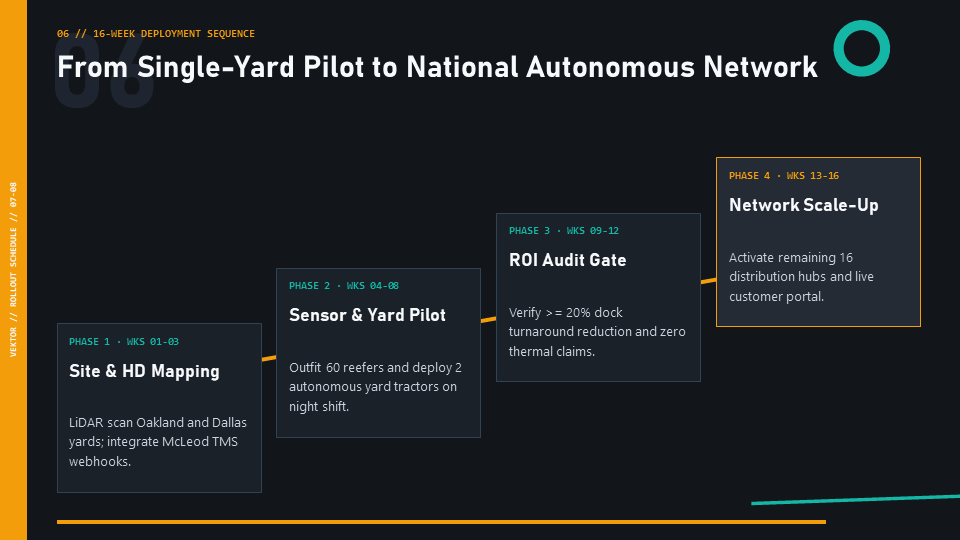 06 // 16-WEEK DEPLOYMENT SEQUENCE
06
From Single-Yard Pilot to National Autonomous Network
VEKTOR // ROLLOUT SCHEDULE // 07-08
PHASE 1 · WKS 01-03
Site & HD Mapping
LiDAR scan Oakland and Dallas
yards; integrate McLeod TMS
webhooks.
PHASE 2 · WKS 04-08
Sensor & Yard Pilot
Outfit 60 reefers and deploy 2
autonomous yard tractors on
night shift.
PHASE 3 · WKS 09-12
ROI Audit Gate
Verify >= 20% dock
turnaround reduction and zero
thermal claims.
PHASE 4 · WKS 13-16
Network Scale-Up
Activate remaining 16
distribution hubs and live
customer portal.